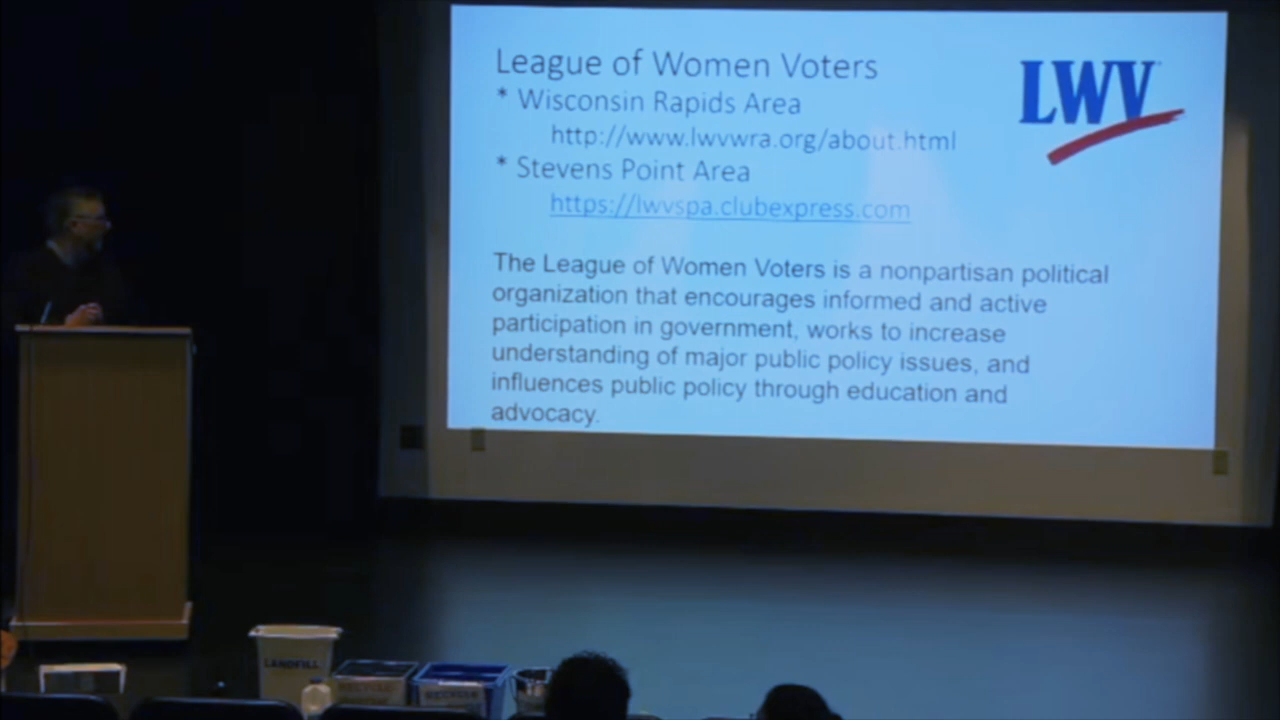 League of Women Voters
* Wisconsin Rapids Area
http://www.lwvwra.org/about.html
* Stevens Point Area
https://lwvspa.clubexpress.com
LWV
The League of Women Voters is a nonpartisan political
organization that encourages informed and active
participation in government, works to increase
understanding of major public policy issues, and
influences public policy through education and
advocacy.
LANDFILL
RECYCLE